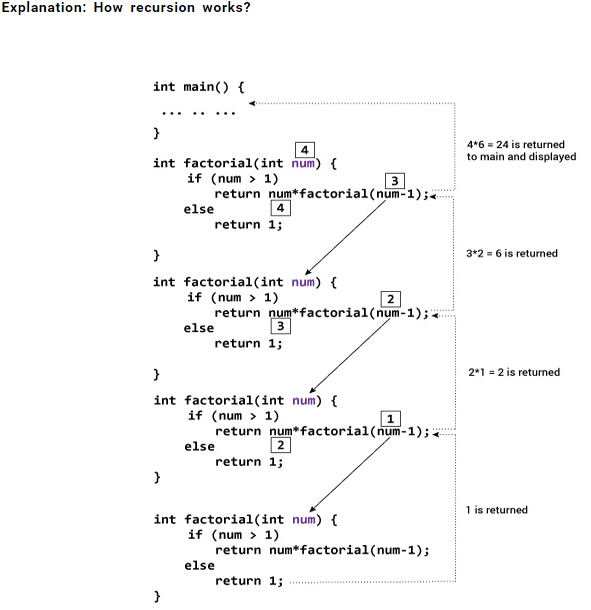 Explanation: How recursion works?
int main() {
... .. ...
}
4*6 = 24 is returned
to main and displayed
4
int factorial(int num) {
if (num > 1)
3
return num*factorial(num-1);
4
else
return 1;
}
3*2 = 6 is returned
int factorial(int num) {
if (num > 1)
2
return num*factorial(num-1);
3
else
return 1;
}
2*1 = 2 is returned
int factorial(int num) {
if (num > 1)
1
return num*factorial(num-1);
2
else
return 1;
}
1 is returned
int factorial(int num) {
if (num > 1)
return num*factorial(num-1);
else
return 1;
}